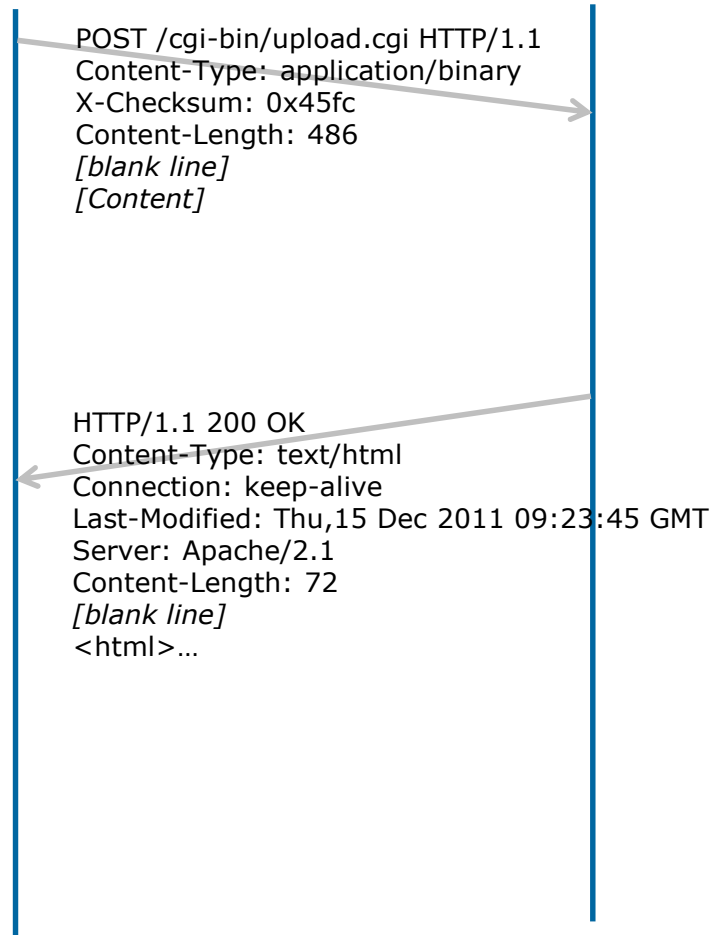 POST /cgi-bin/upload.cgi HTTP/1.1
Content-Type: application/binary
X-Checksum: 0x45fc
Content-Length: 486
[blank line]
[Content]
HTTP/1.1 200 OK
Content-Type: text/html
Connection: keep-alive
Last-Modified: Thu,15 Dec 2011 09:23:45 GMT
Server: Apache/2.1
Content-Length: 72
[blank line]
<html>…